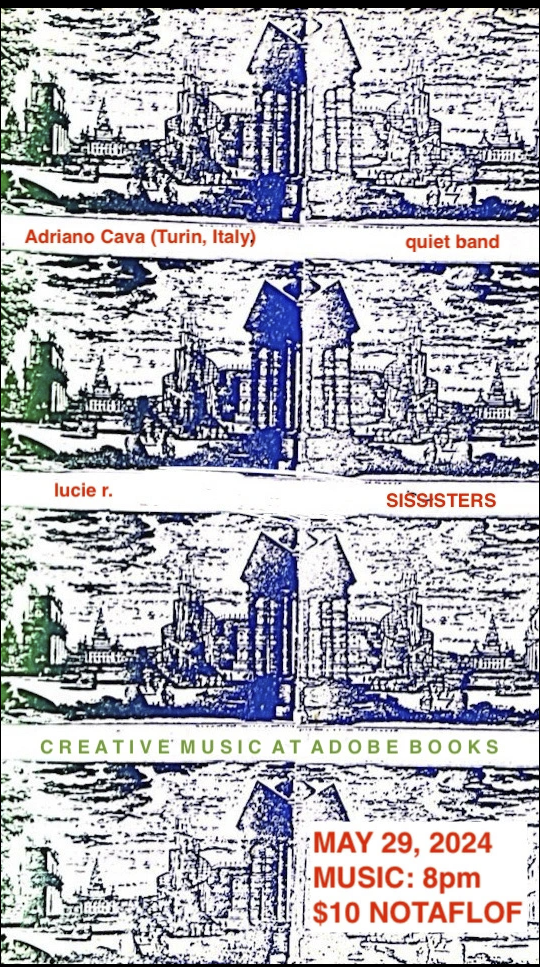 Adriano Cava (Turin, Italy)
quiet band
lucie r.
SISSISTERS
CREATIVE MUSIC AT ADOBE BOOKS
MAY 29, 2024
MUSIC: 8pm
$10 NOTAFLOF